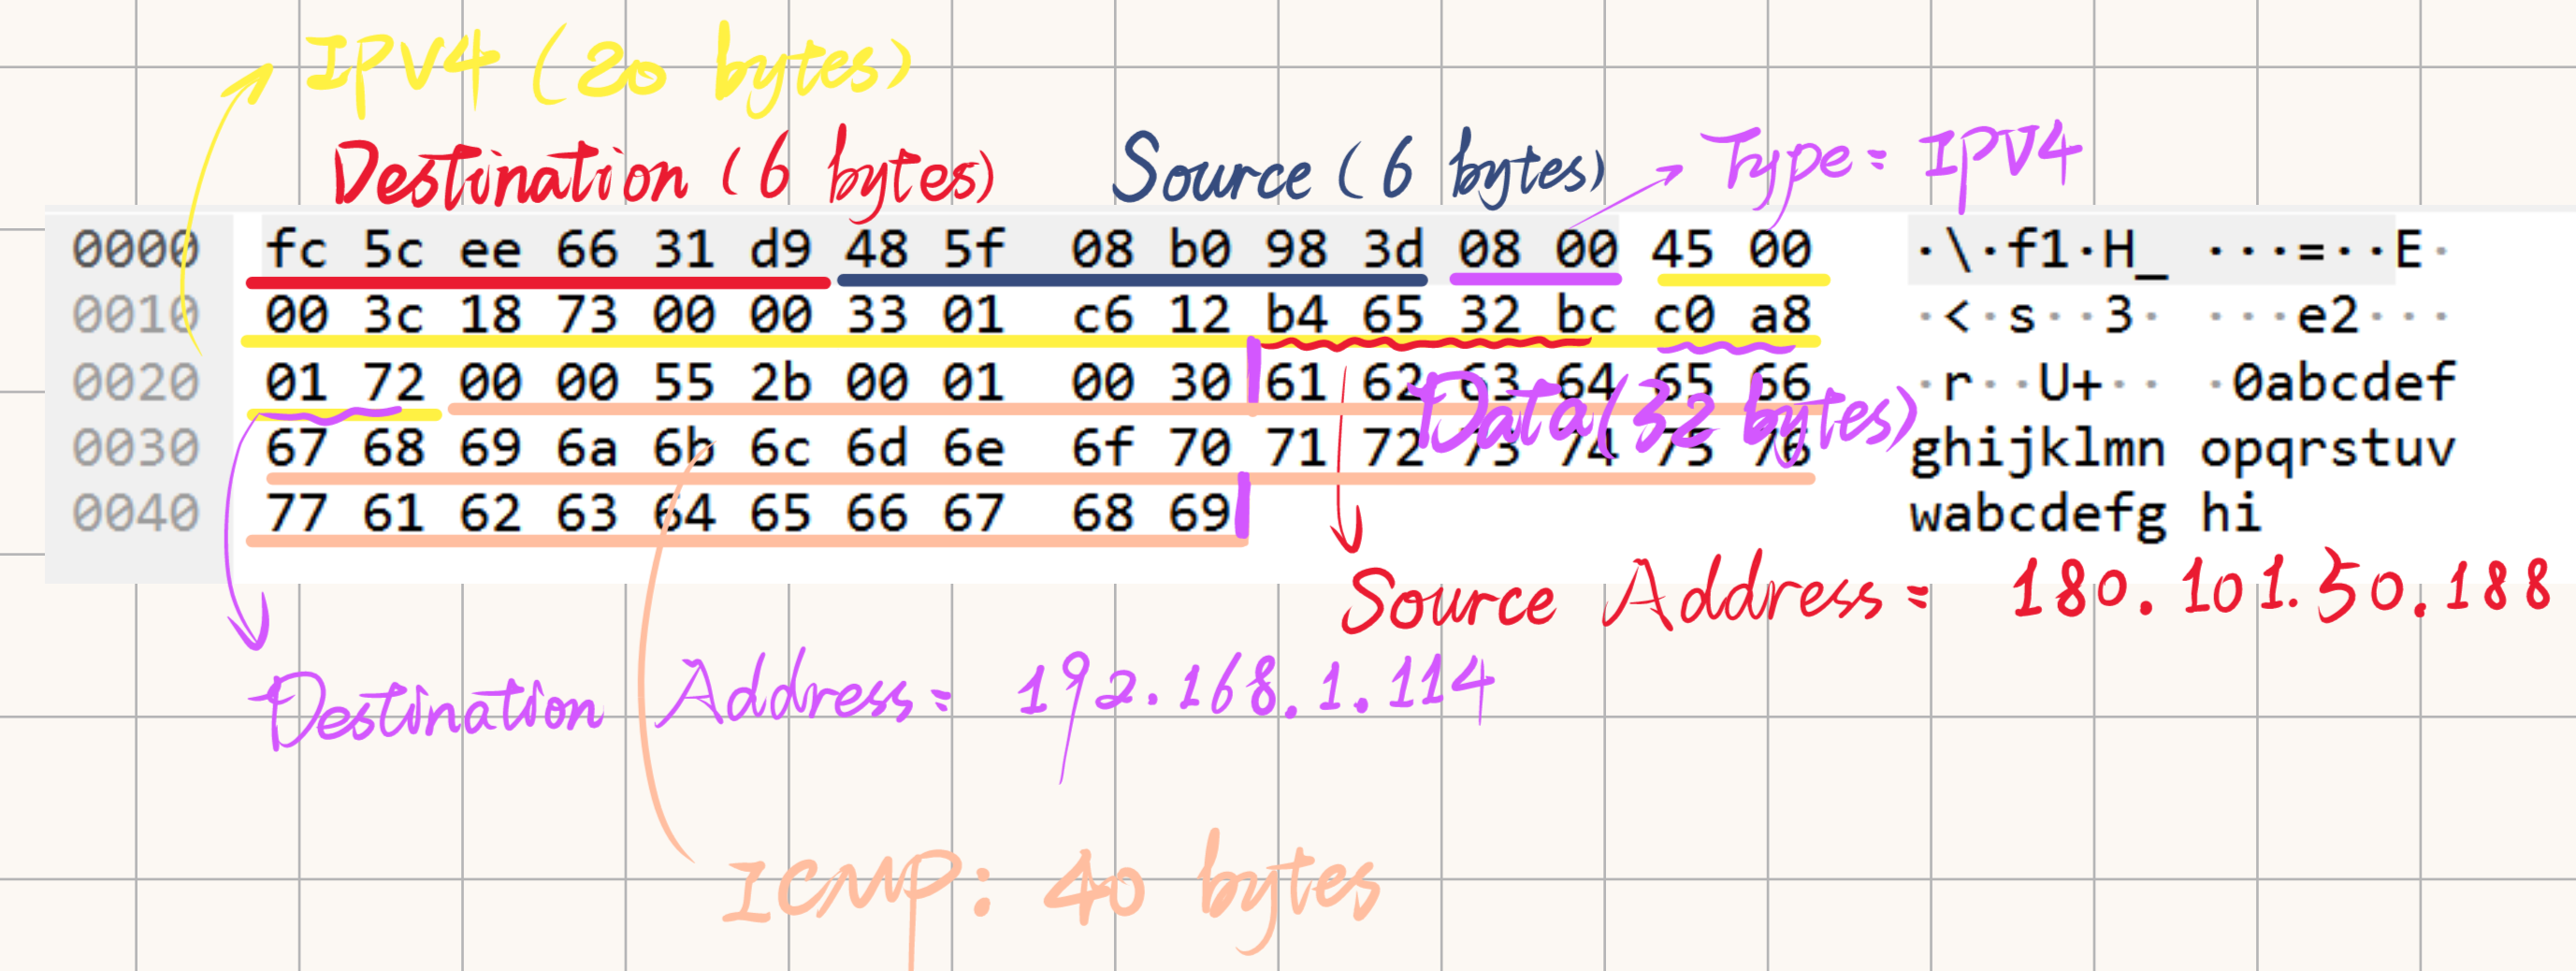 IPV4 (20 bytes)
Destination (6 bytes) Source (6 bytes) Type= IPV4
0000 fc 5c ee 66 31 d9 48 5f 08 b0 98 3d 08 00 45 00 ·\·f1·H_ ···=··E·
0010 00 3c 18 73 00 00 33 01 c6 12 b4 65 32 bc c0 a8 ·<·s··3· ···e2···
0020 01 72 00 00 55 2b 00 01 00 30 61 62 63 64 65 66 ·r··U+·· ·0abcdef
Data(32 bytes)
0030 67 68 69 6a 6b 6c 6d 6e 6f 70 71 72 73 74 75 76 ghijklmn opqrstuv
0040 77 61 62 63 64 65 66 67 68 69 wabcdefg hi
Source Address= 180.101.50.188
Destination Address= 192.168.1.114
ICMP: 40 bytes